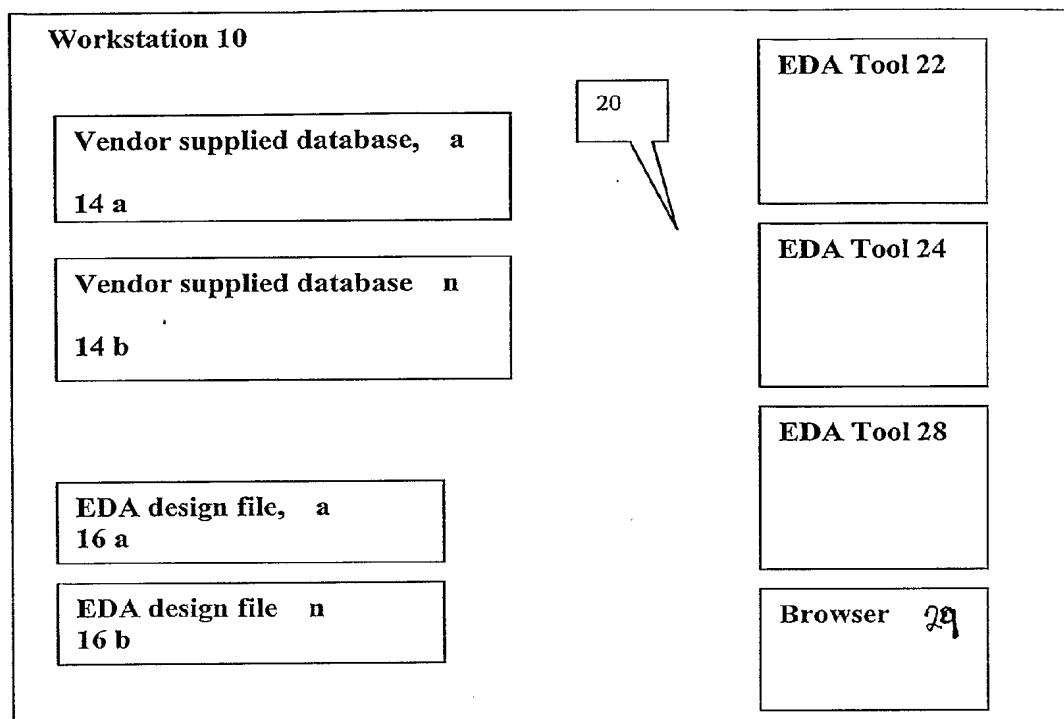 Workstation 10
Vendor supplied database, a
14 a
Vendor supplied database n
14 b
EDA design file, a
16 a
EDA design file n
16 b
20
EDA Tool 22
EDA Tool 24
EDA Tool 28
Browser 29